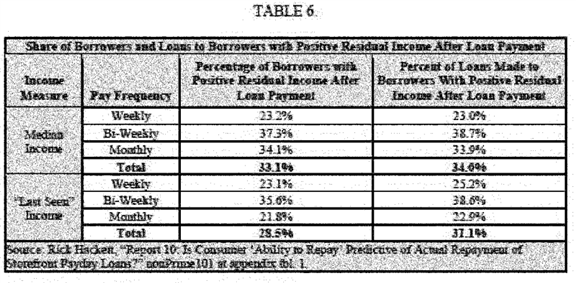 TABLE 6.
Share of Borrowers and Loans to Borrowers with Positive Residual Income After Loan Payment
Income Measure | Pay Frequency | Percentage of Borrowers with Positive Residual Income After Loan Payment | Percent of Loans Made to Borrowers With Positive Residual Income After Loan Payment
Median Income | Weekly | 23.2% | 23.0%
Bi-Weekly | 37.3% | 38.7%
Monthly | 34.1% | 33.9%
Total | 33.1% | 34.6%
"Last Seen" Income | Weekly | 23.1% | 25.2%
Bi-Weekly | 35.6% | 38.6%
Monthly | 21.8% | 22.9%
Total | 28.5% | 31.1%
Source: Rick Hackett, "Report 10: Is Consumer 'Ability to Repay' Predictive of Actual Repayment of
Storefront Payday Loans?" nonPrime101 at appendix tbl. 1.